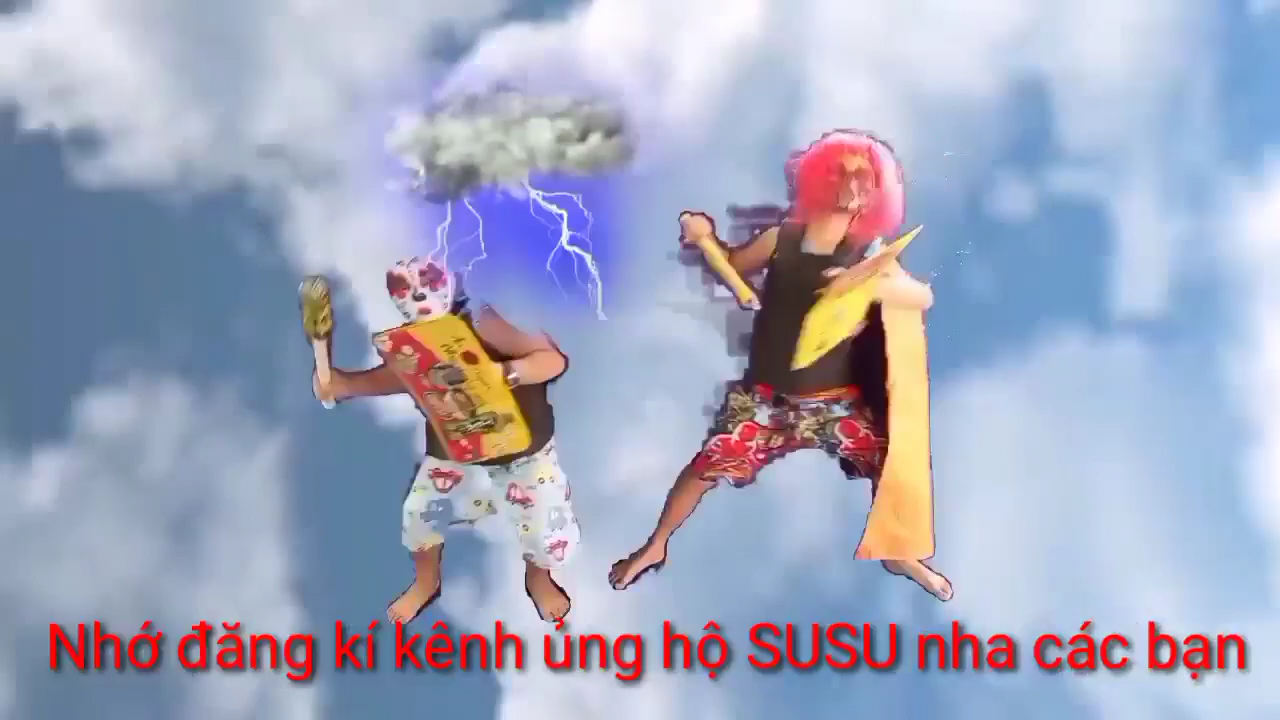 Nhớ đăng kí kênh ủng hộ SUSU nha các bạn